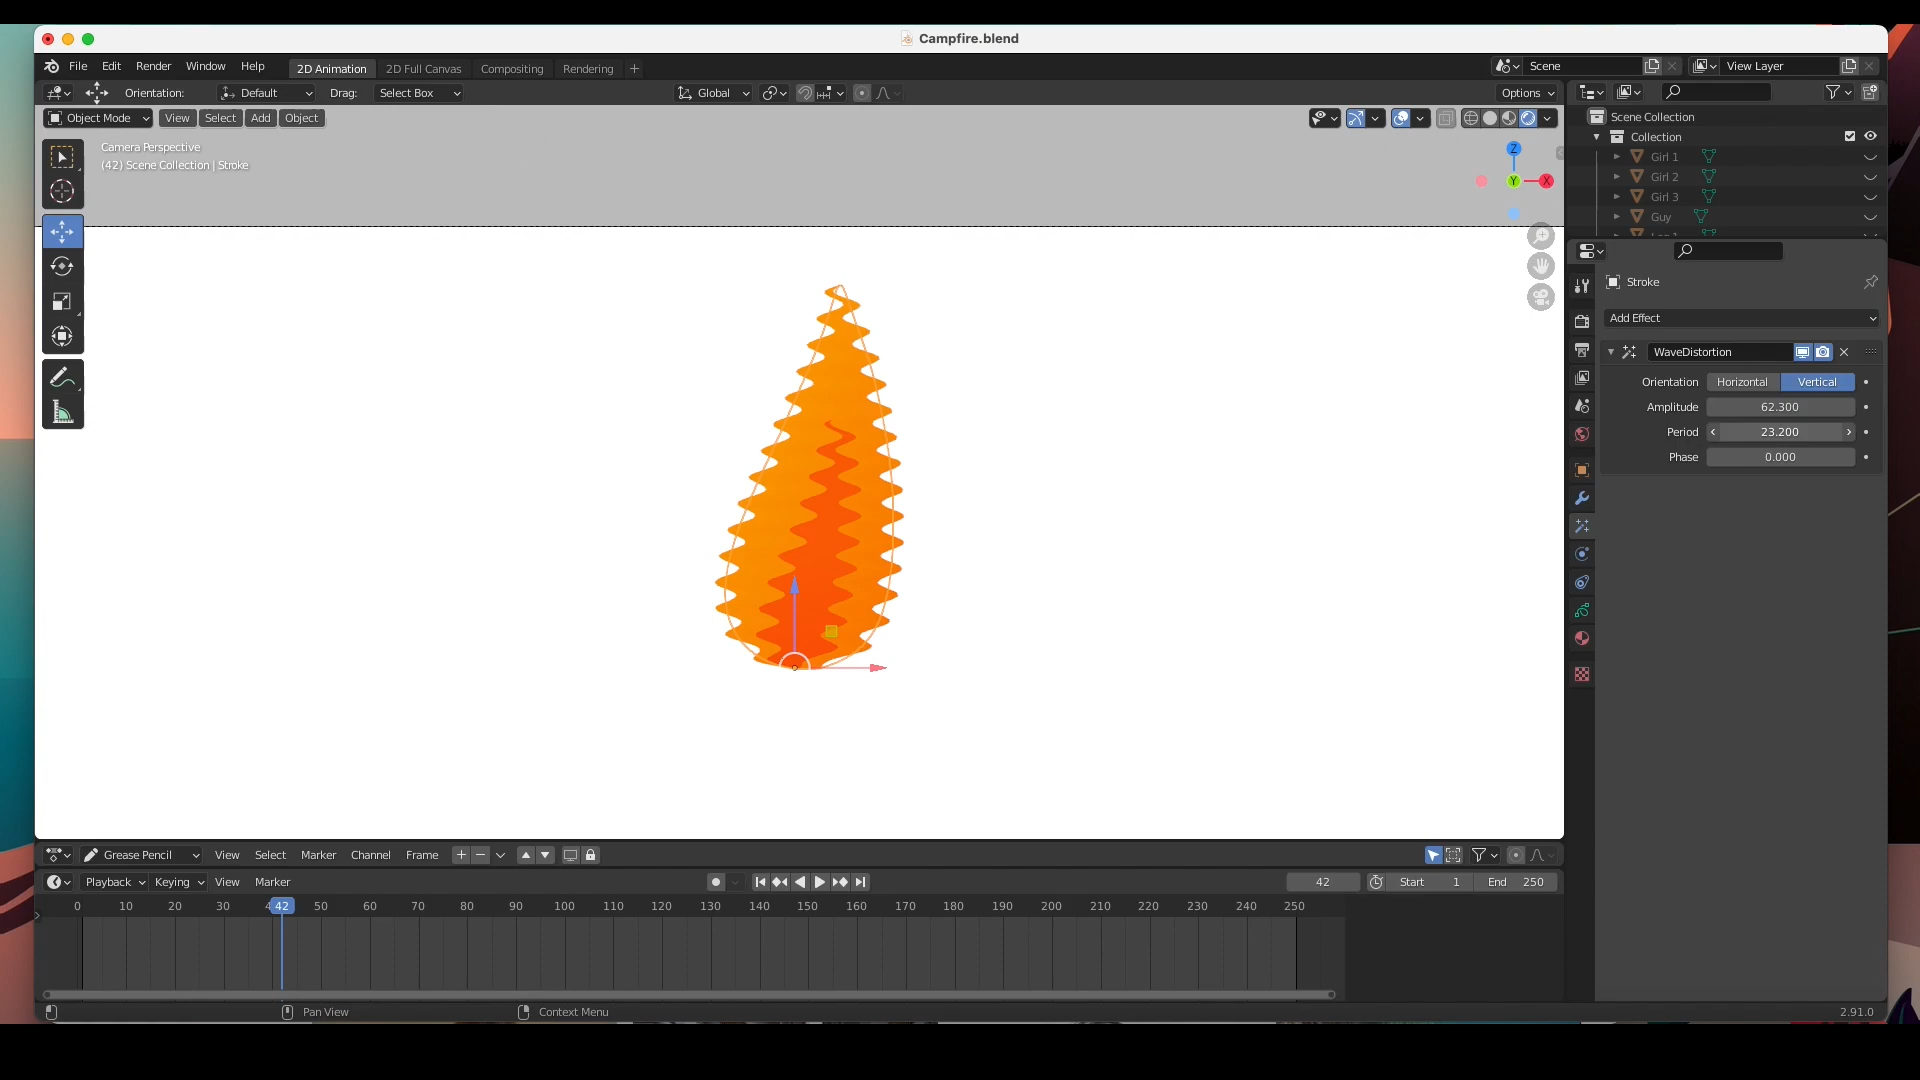 Campfire.blend
File Edit Render Window Help 2D Animation 2D Full Canvas Compositing Rendering + Scene View Layer
Orientation: Default Drag: Select Box Global Options
Object Mode View Select Add Object
Scene Collection
Collection
Camera Perspective
(42) Scene Collection | Stroke
Girl 1
Girl 2
Girl 3
Guy
Z
Y
X
Stroke
Add Effect
WaveDistortion
Orientation Horizontal Vertical
Amplitude 62.300
Period 23.200
Phase 0.000
Grease Pencil View Select Marker Channel Frame
Playback Keying View Marker 42 Start 1 End 250
0 10 20 30 42 50 60 70 80 90 100 110 120 130 140 150 160 170 180 190 200 210 220 230 240 250
Pan View Context Menu 2.91.0